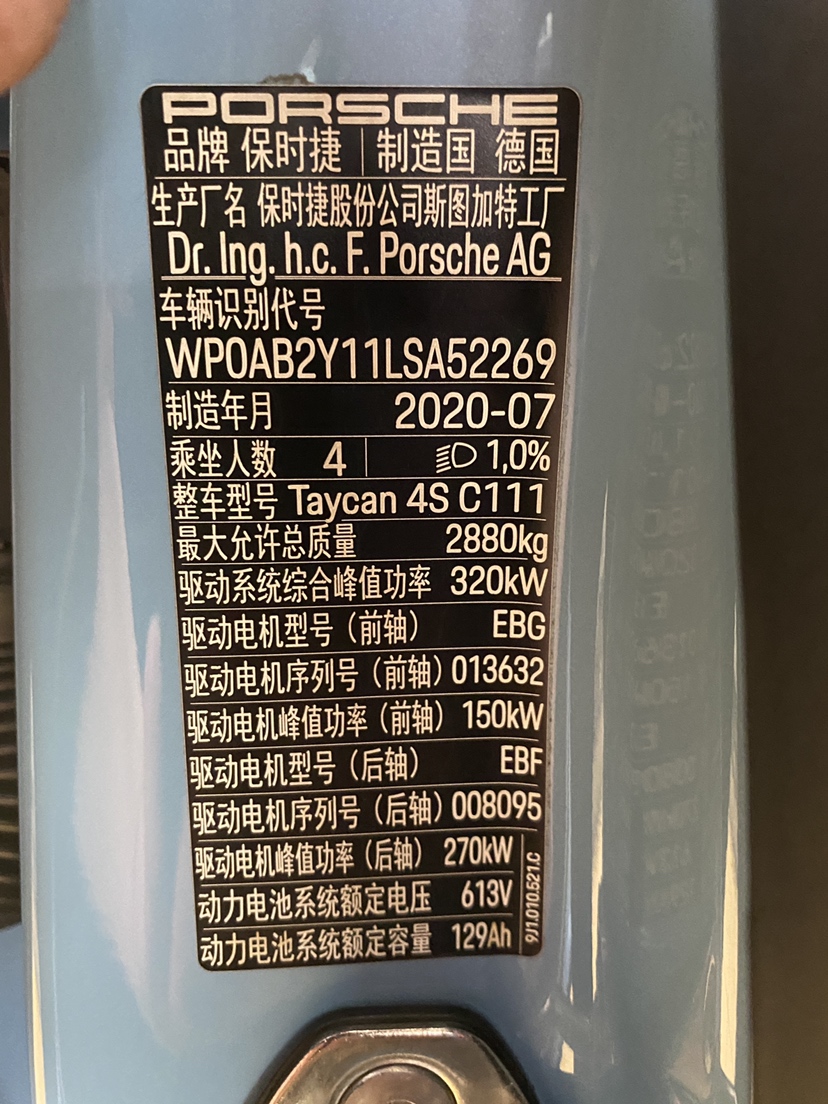 PORSCHE
品牌 保时捷 制造国 德国
生产厂名 保时捷股份公司斯图加特工厂
Dr. Ing. h.c. F. Porsche AG
车辆识别代号
WP0AB2Y11LSA52269
制造年月 2020-07
乘坐人数 4 1,0%
整车型号 Taycan 4S C111
最大允许总质量 2880kg
驱动系统综合峰值功率 320kW
驱动电机型号（前轴） EBG
驱动电机序列号（前轴）013632
驱动电机峰值功率（前轴） 150kW
驱动电机型号（后轴） EBF
驱动电机序列号（后轴）008095
驱动电机峰值功率（后轴） 270kW
动力电池系统额定电压 613V
动力电池系统额定容量 129Ah
9J1.010.521.C